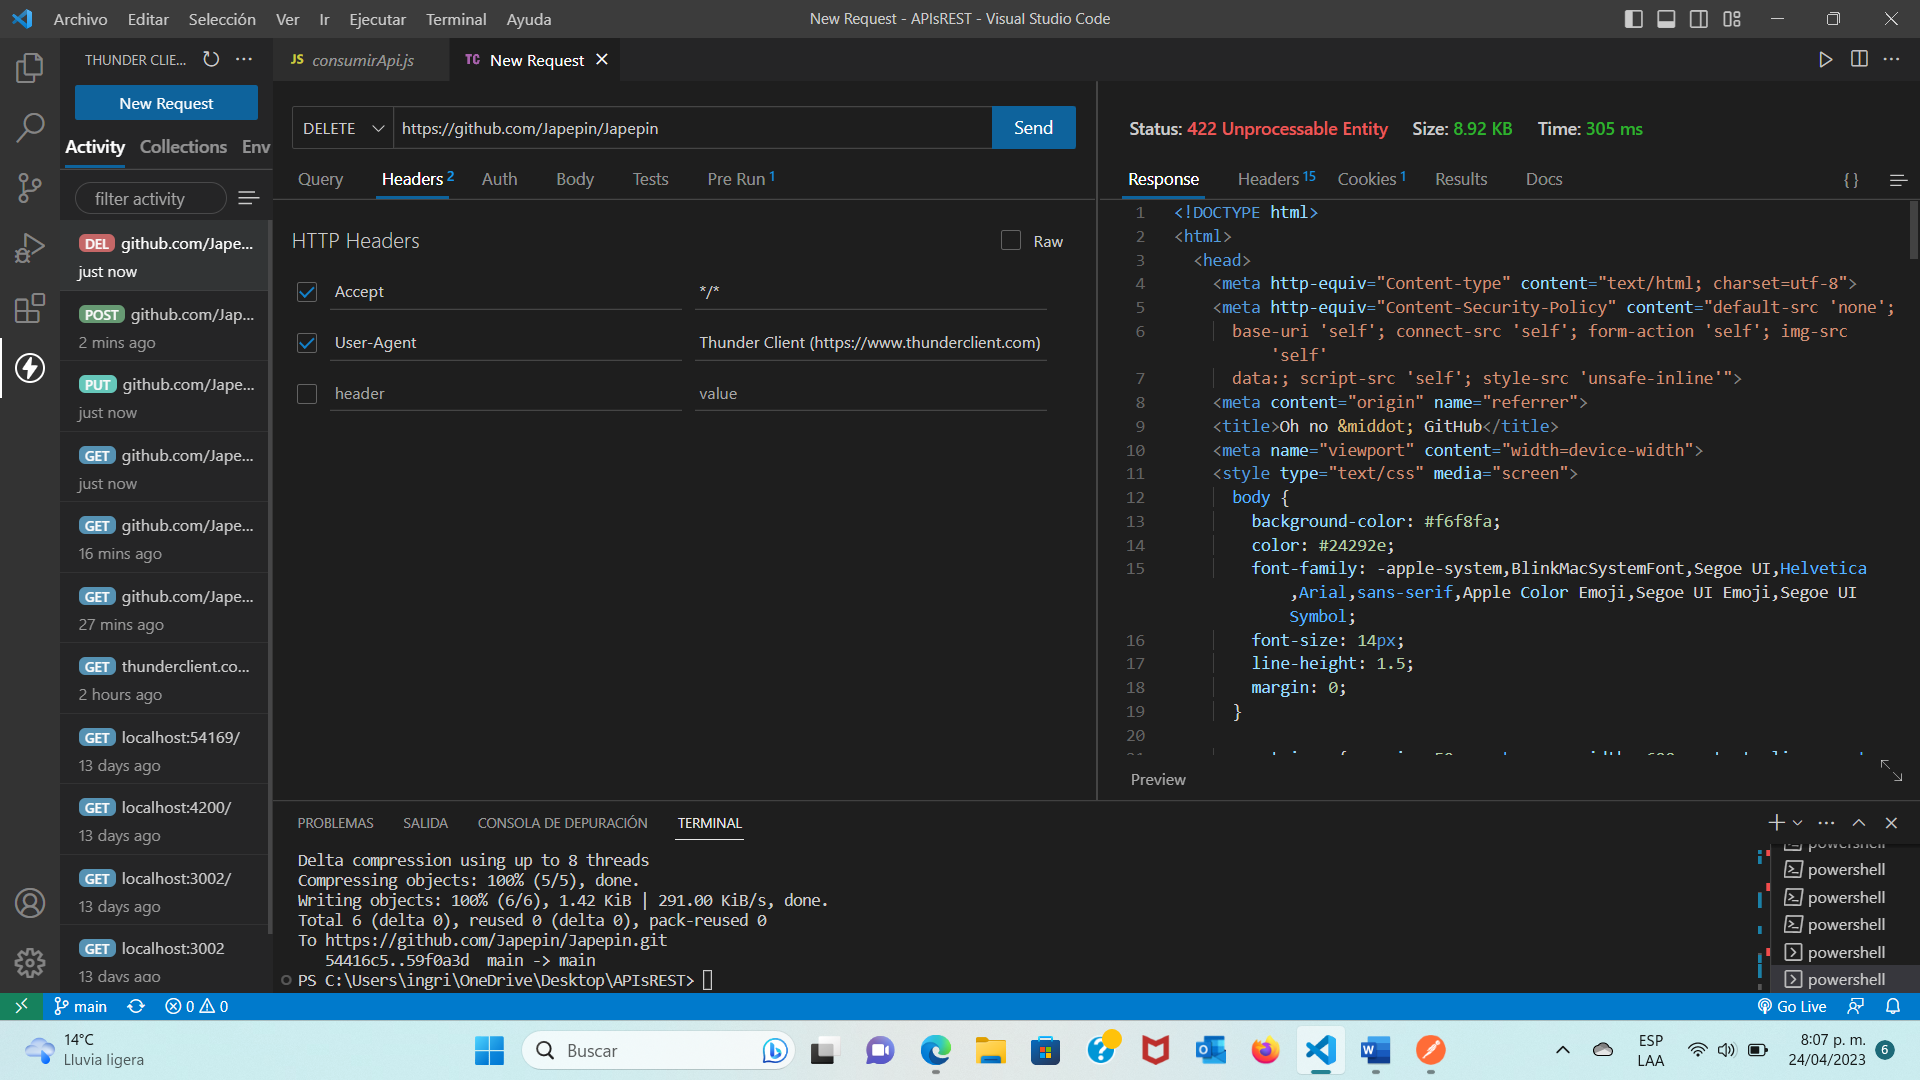 Archivo Editar Selección Ver Ir Ejecutar Terminal Ayuda
New Request - APIsREST - Visual Studio Code
THUNDER CLIE...
New Request
Activity Collections Env
filter activity
DEL github.com/Jape...
just now
POST github.com/Jap...
2 mins ago
PUT github.com/Jape...
just now
GET github.com/Jape...
just now
GET github.com/Jape...
16 mins ago
GET github.com/Jape...
27 mins ago
GET thunderclient.co...
2 hours ago
GET localhost:54169/
13 days ago
GET localhost:4200/
13 days ago
GET localhost:3002/
13 days ago
GET localhost:3002
13 days ago
JS consumirApi.js
TC New Request
DELETE https://github.com/Japepin/Japepin Send
Query Headers 2 Auth Body Tests Pre Run 1
HTTP Headers
Raw
Accept */*
User-Agent Thunder Client (https://www.thunderclient.com)
header value
Status: 422 Unprocessable Entity Size: 8.92 KB Time: 305 ms
Response Headers 15 Cookies 1 Results Docs
{ }
1 <!DOCTYPE html>
2 <html>
3 <head>
4 <meta http-equiv="Content-type" content="text/html; charset=utf-8">
5 <meta http-equiv="Content-Security-Policy" content="default-src 'none';
6 base-uri 'self'; connect-src 'self'; form-action 'self'; img-src
'self'
7 data:; script-src 'self'; style-src 'unsafe-inline'">
8 <meta content="origin" name="referrer">
9 <title>Oh no &middot; GitHub</title>
10 <meta name="viewport" content="width=device-width">
11 <style type="text/css" media="screen">
12 body {
13 background-color: #f6f8fa;
14 color: #24292e;
15 font-family: -apple-system,BlinkMacSystemFont,Segoe UI,Helvetica
,Arial,sans-serif,Apple Color Emoji,Segoe UI Emoji,Segoe UI
Symbol;
16 font-size: 14px;
17 line-height: 1.5;
18 margin: 0;
19 }
20
Preview
PROBLEMAS SALIDA CONSOLA DE DEPURACIÓN TERMINAL
Delta compression using up to 8 threads
Compressing objects: 100% (5/5), done.
Writing objects: 100% (6/6), 1.42 KiB | 291.00 KiB/s, done.
Total 6 (delta 0), reused 0 (delta 0), pack-reused 0
To https://github.com/Japepin/Japepin.git
54416c5..59f0a3d main -> main
PS C:\Users\ingri\OneDrive\Desktop\APIsREST>
powershell
powershell
powershell
powershell
powershell
powershell
main 0 0
Go Live
14°C
Lluvia ligera
Buscar
ESP
LAA
8:07 p. m.
24/04/2023
6